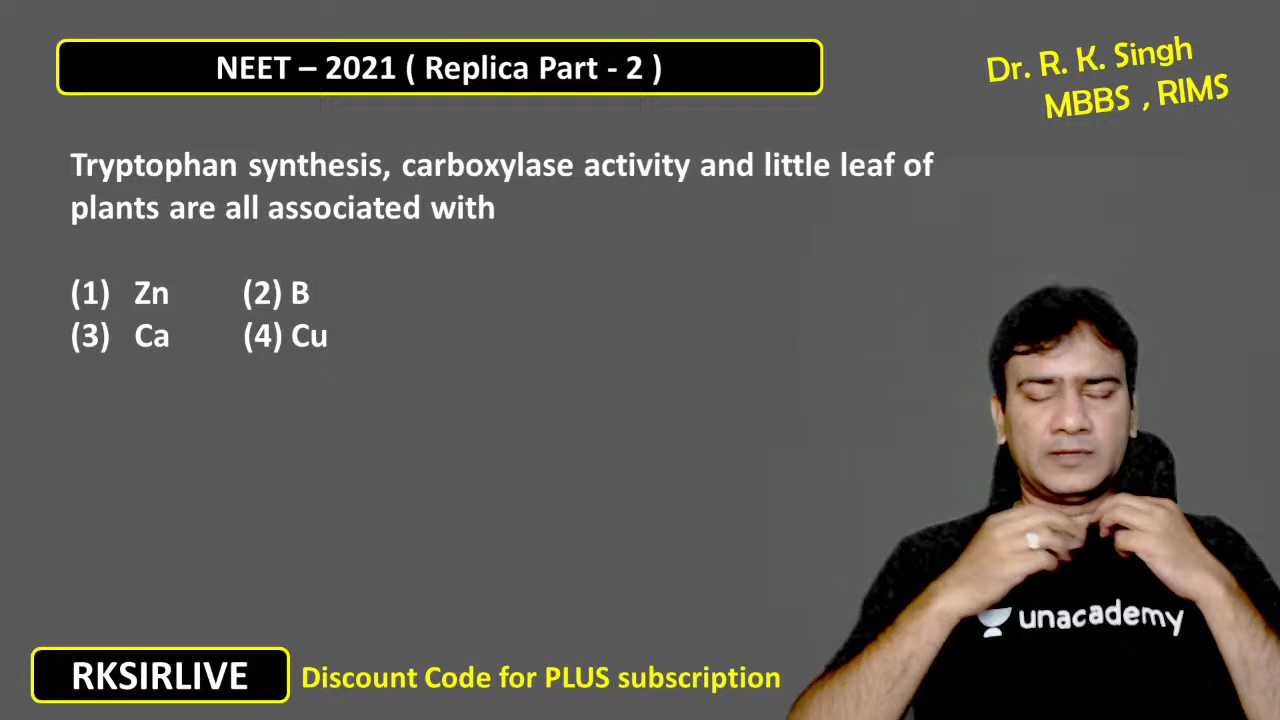 NEET – 2021 ( Replica Part - 2 )
Dr. R. K. Singh
MBBS , RIMS
Tryptophan synthesis, carboxylase activity and little leaf of
plants are all associated with
(1) Zn (2) B
(3) Ca (4) Cu
unacademy
RKSIRLIVE Discount Code for PLUS subscription